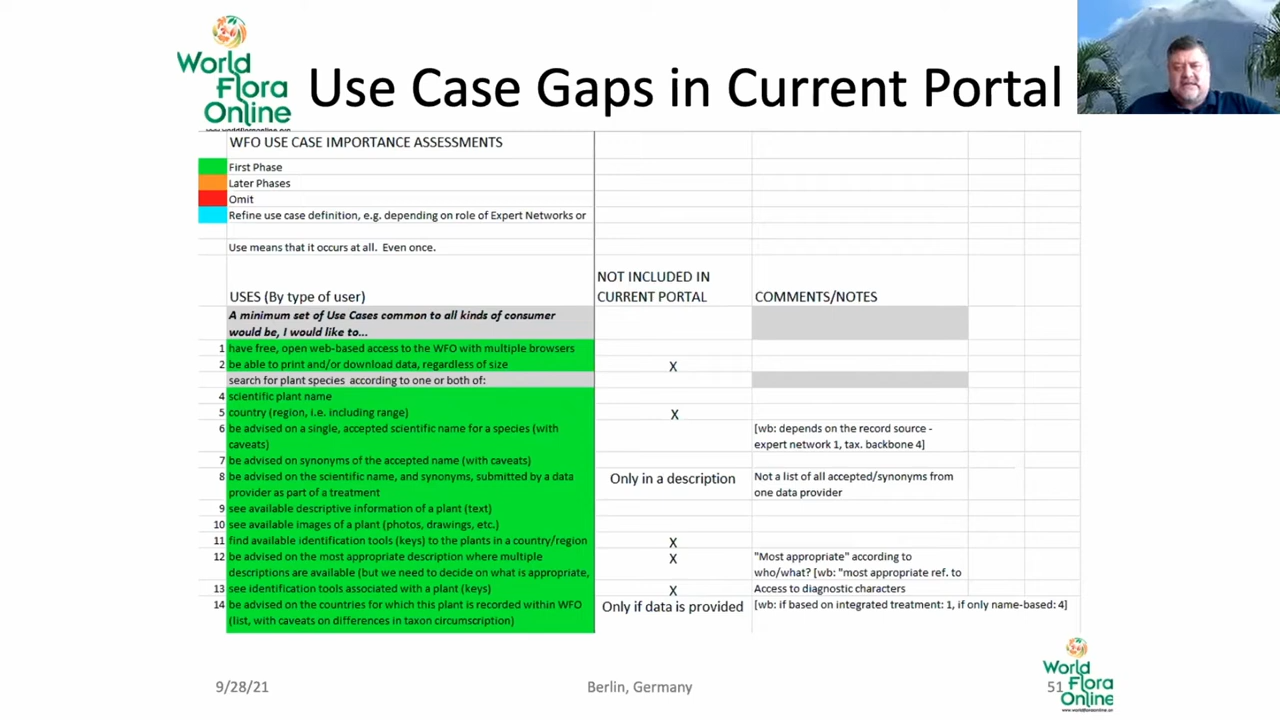 World
Flora
Online
www.worldfloraonline.org
Use Case Gaps in Current Portal
WFO USE CASE IMPORTANCE ASSESSMENTS
First Phase
Later Phases
Omit
Refine use case definition, e.g. depending on role of Expert Networks or
Use means that it occurs at all. Even once.
NOT INCLUDED IN
USES (By type of user) CURRENT PORTAL COMMENTS/NOTES
A minimum set of Use Cases common to all kinds of consumer
would be, I would like to...
1 have free, open web-based access to the WFO with multiple browsers
2 be able to print and/or download data, regardless of size X
search for plant species according to one or both of:
4 scientific plant name
5 country (region, i.e. including range) X
6 be advised on a single, accepted scientific name for a species (with [wb: depends on the record source -
caveats) expert network 1, tax. backbone 4]
7 be advised on synonyms of the accepted name (with caveats)
8 be advised on the scientific name, and synonyms, submitted by a data Only in a description Not a list of all accepted/synonyms from
provider as part of a treatment one data provider
9 see available descriptive information of a plant (text)
10 see available images of a plant (photos, drawings, etc.)
11 find available identification tools (keys) to the plants in a country/region X
12 be advised on the most appropriate description where multiple X "Most appropriate" according to
descriptions are available (but we need to decide on what is appropriate, who/what? [wb: "most appropriate ref. to
13 see identification tools associated with a plant (keys) X Access to diagnostic characters
14 be advised on the countries for which this plant is recorded within WFO Only if data is provided [wb: if based on integrated treatment: 1, if only name-based: 4]
(list, with caveats on differences in taxon circumscription)
9/28/21 Berlin, Germany 51
World
Flora
Online